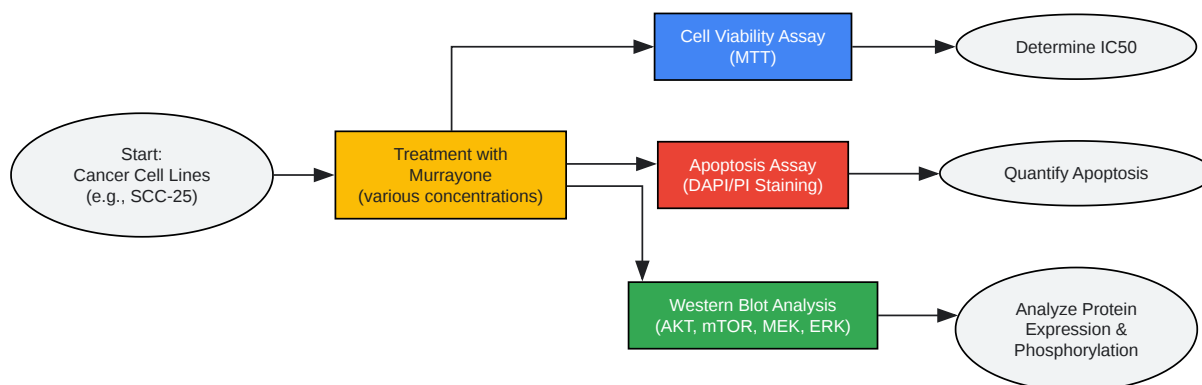 Start:
Cancer Cell Lines
(e.g., SCC-25)
Treatment with
Murrayone
(various concentrations)
Cell Viability Assay
(MTT)
Determine IC50
Apoptosis Assay
(DAPI/PI Staining)
Quantify Apoptosis
Western Blot Analysis
(AKT, mTOR, MEK, ERK)
Analyze Protein
Expression &
Phosphorylation